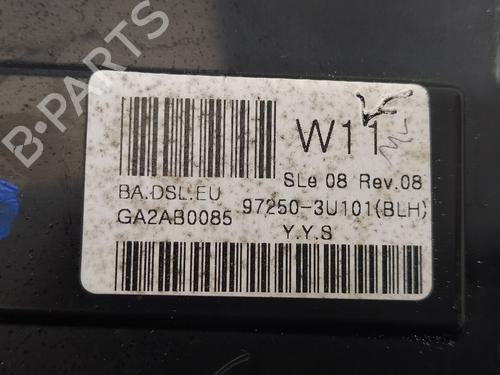 B-PARTS
W11
SLe 08 Rev.08
BA.DSL.EU
97250-3U101(BLH)
GA2AB0085
Y.Y.S